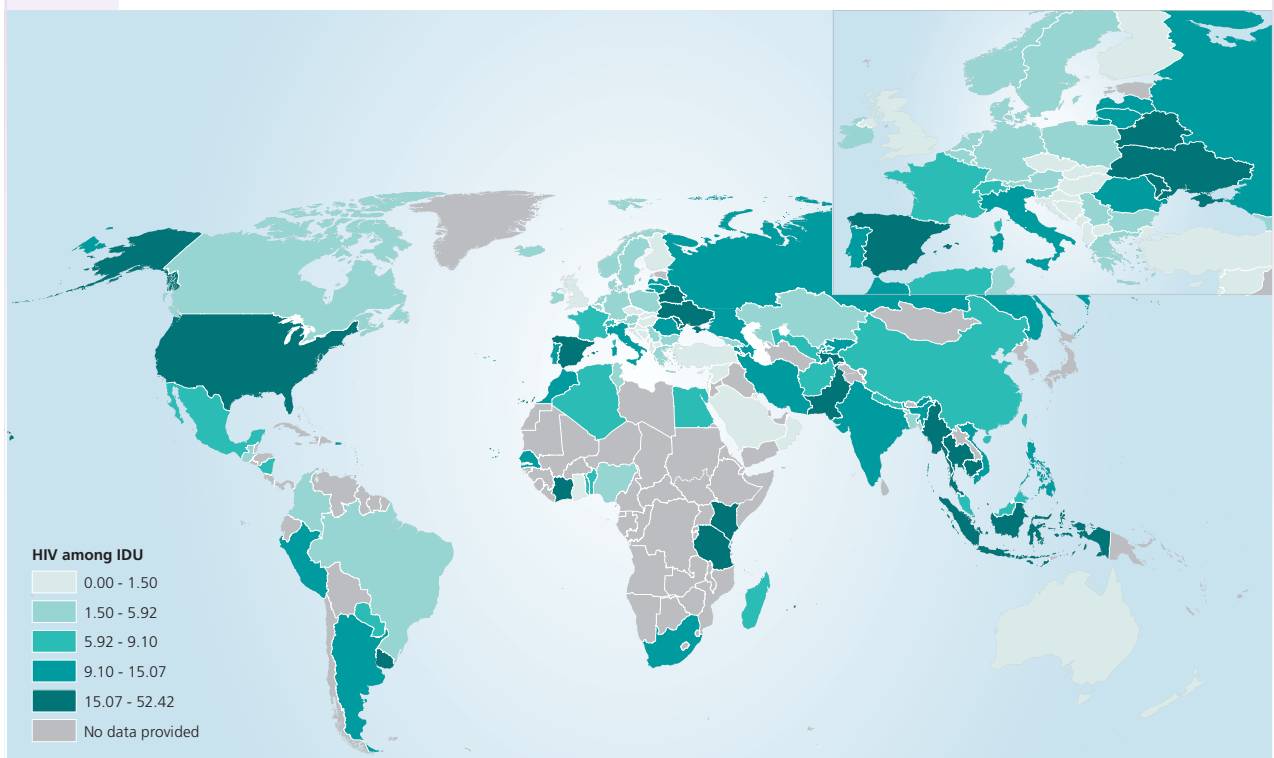 HIV among IDU
0.00 - 1.50
1.50 - 5.92
5.92 - 9.10
9.10 - 15.07
15.07 - 52.42
No data provided